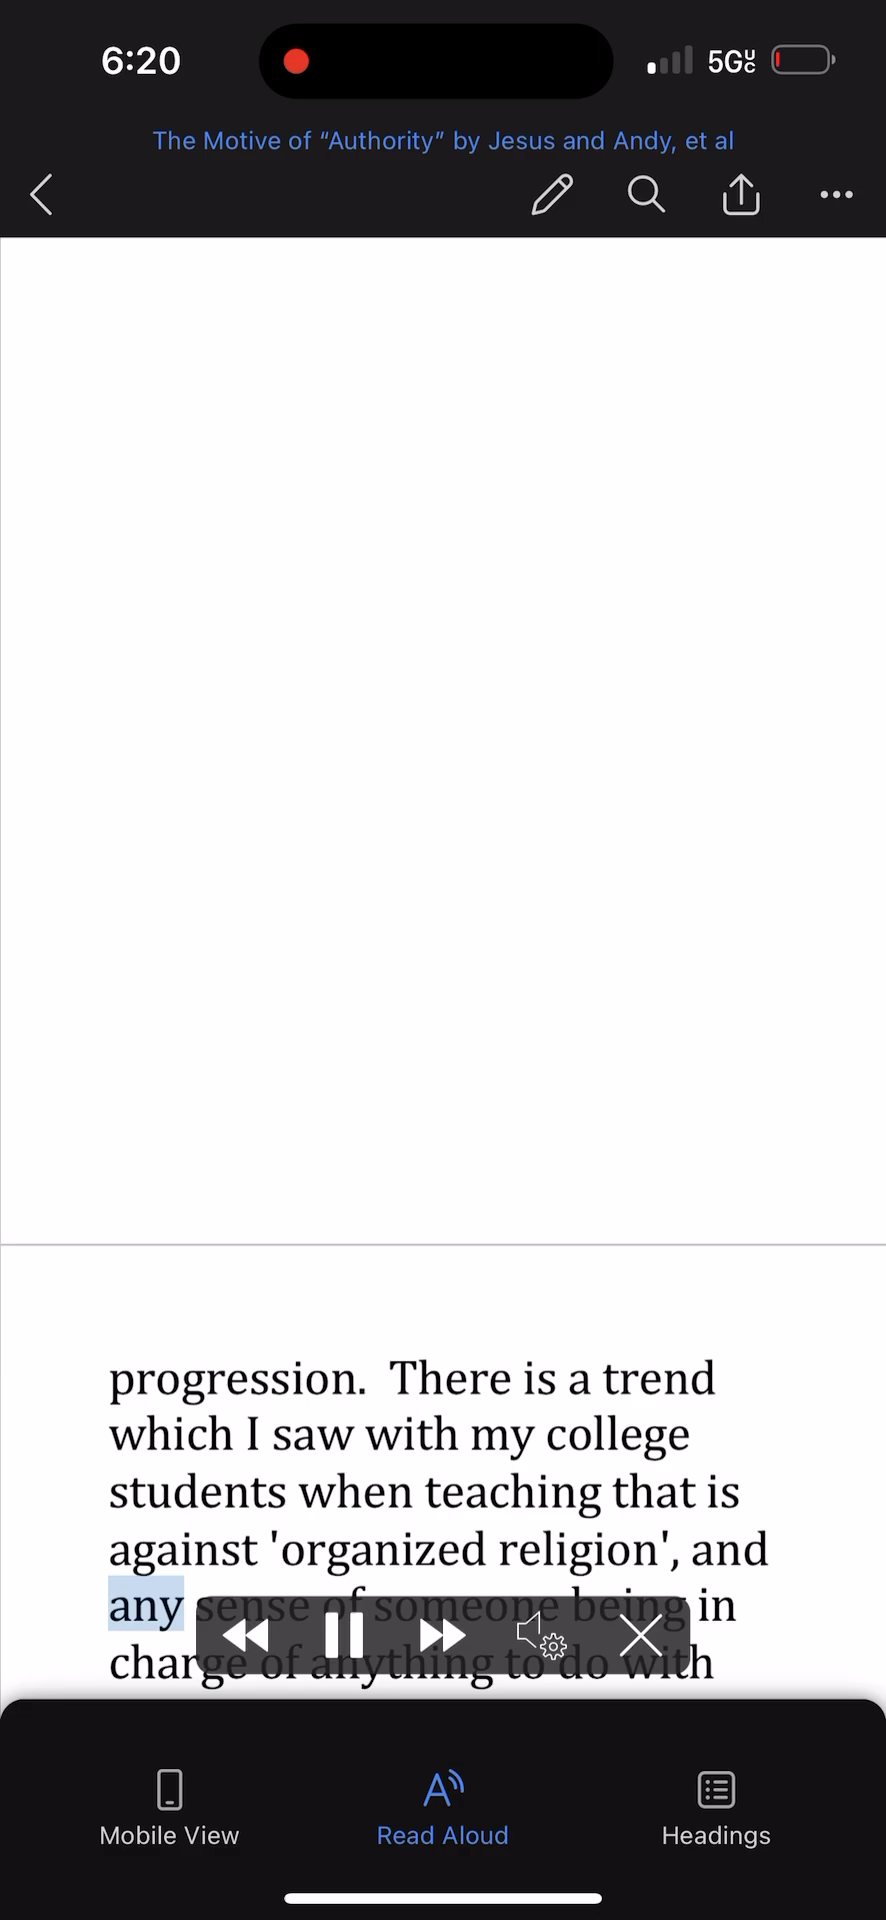 6:20
5G UC
The Motive of “Authority” by Jesus and Andy, et al
progression.  There is a trend
which I saw with my college
students when teaching that is
against 'organized religion', and
any sense of someone being in
charge of anything to do with
Mobile View
Read Aloud
Headings